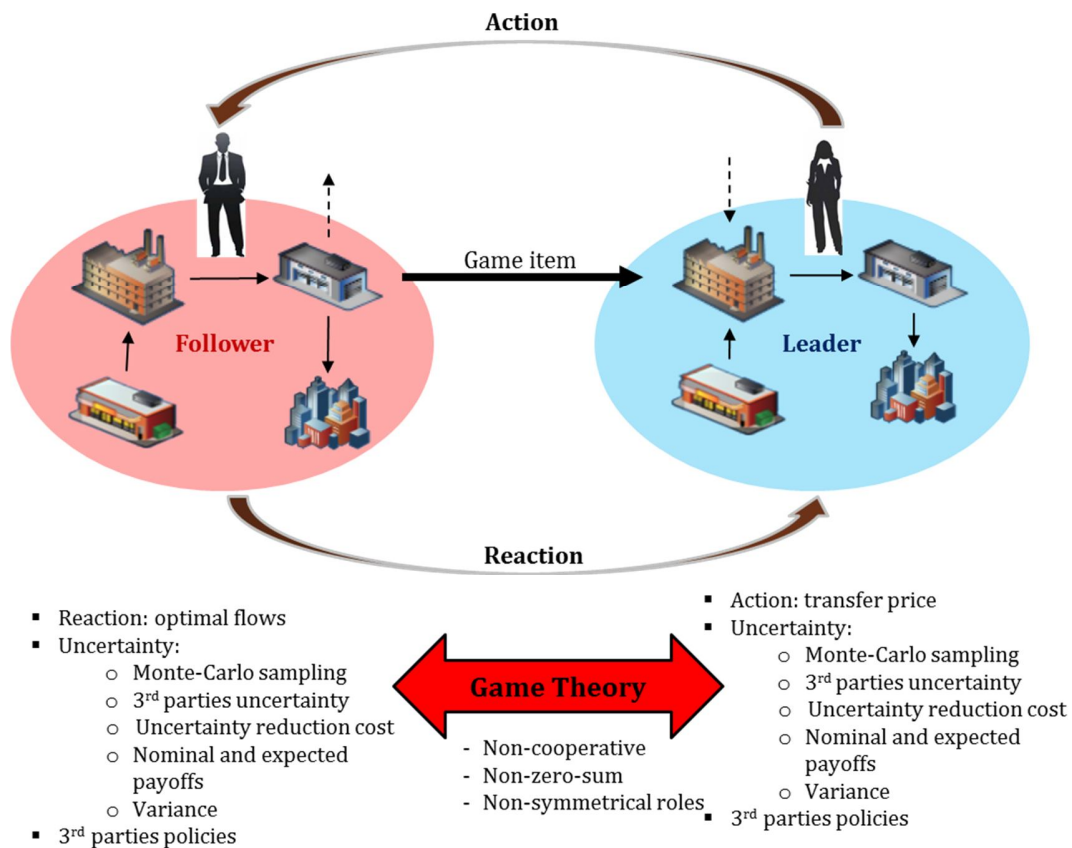 Action
Game item
Follower
Leader
Reaction
▪ Reaction: optimal flows
▪ Uncertainty:
o Monte-Carlo sampling
o 3rd parties uncertainty
o Uncertainty reduction cost
o Nominal and expected
payoffs
o Variance
▪ 3rd parties policies
Game Theory
- Non-cooperative
- Non-zero-sum
- Non-symmetrical roles
▪ Action: transfer price
▪ Uncertainty:
o Monte-Carlo sampling
o 3rd parties uncertainty
o Uncertainty reduction cost
o Nominal and expected
payoffs
o Variance
▪ 3rd parties policies